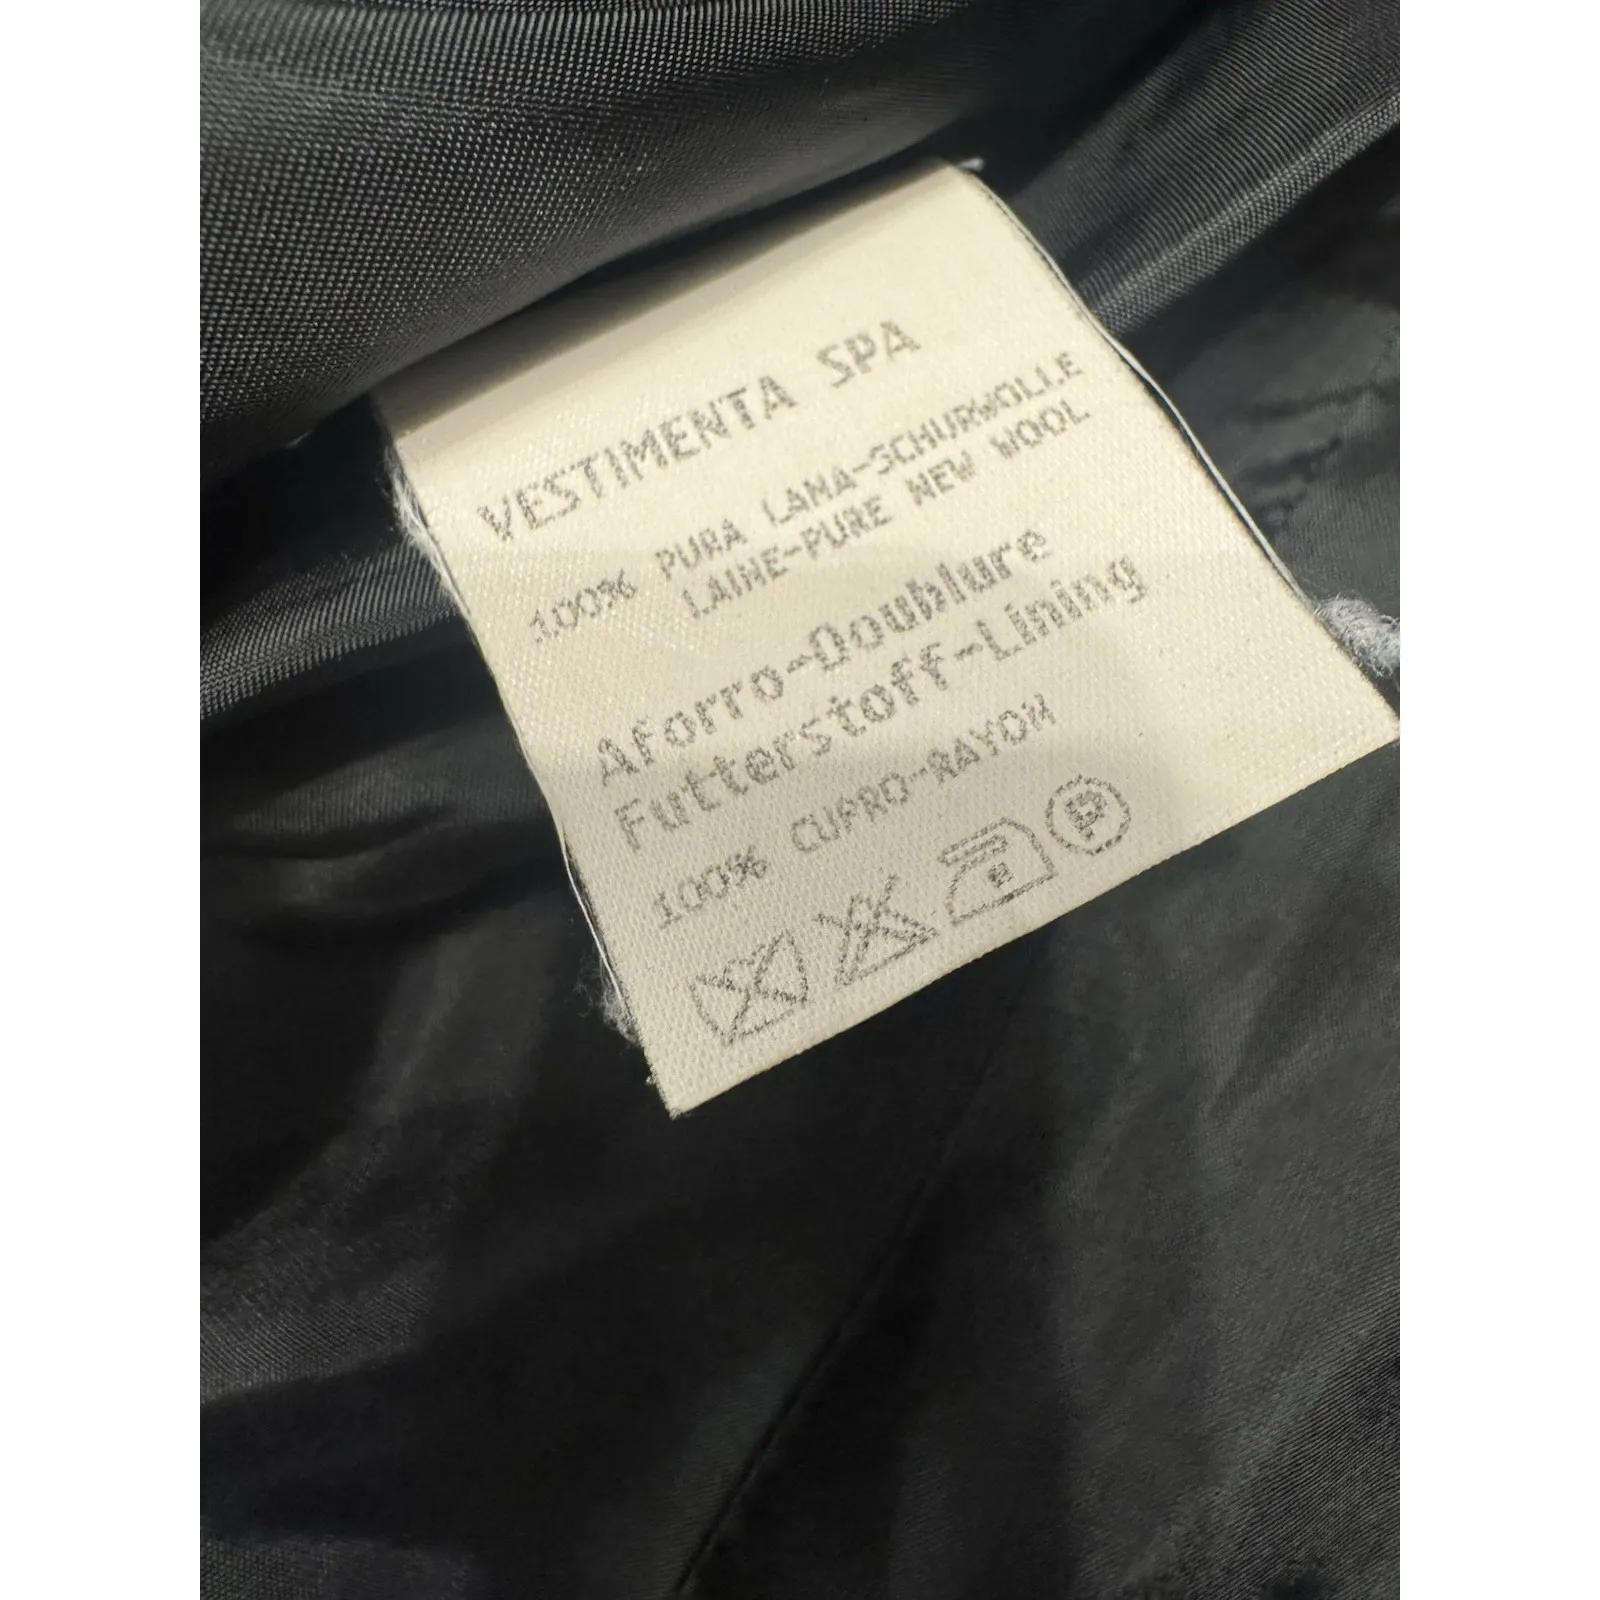 VESTIMENTA SPA
100% PURA LANA-SCHURWOLLE
LAINE-PURE NEW WOOL
Aforro-Doublure
Futterstoff-Lining
100% CUPRO-RAYON
P